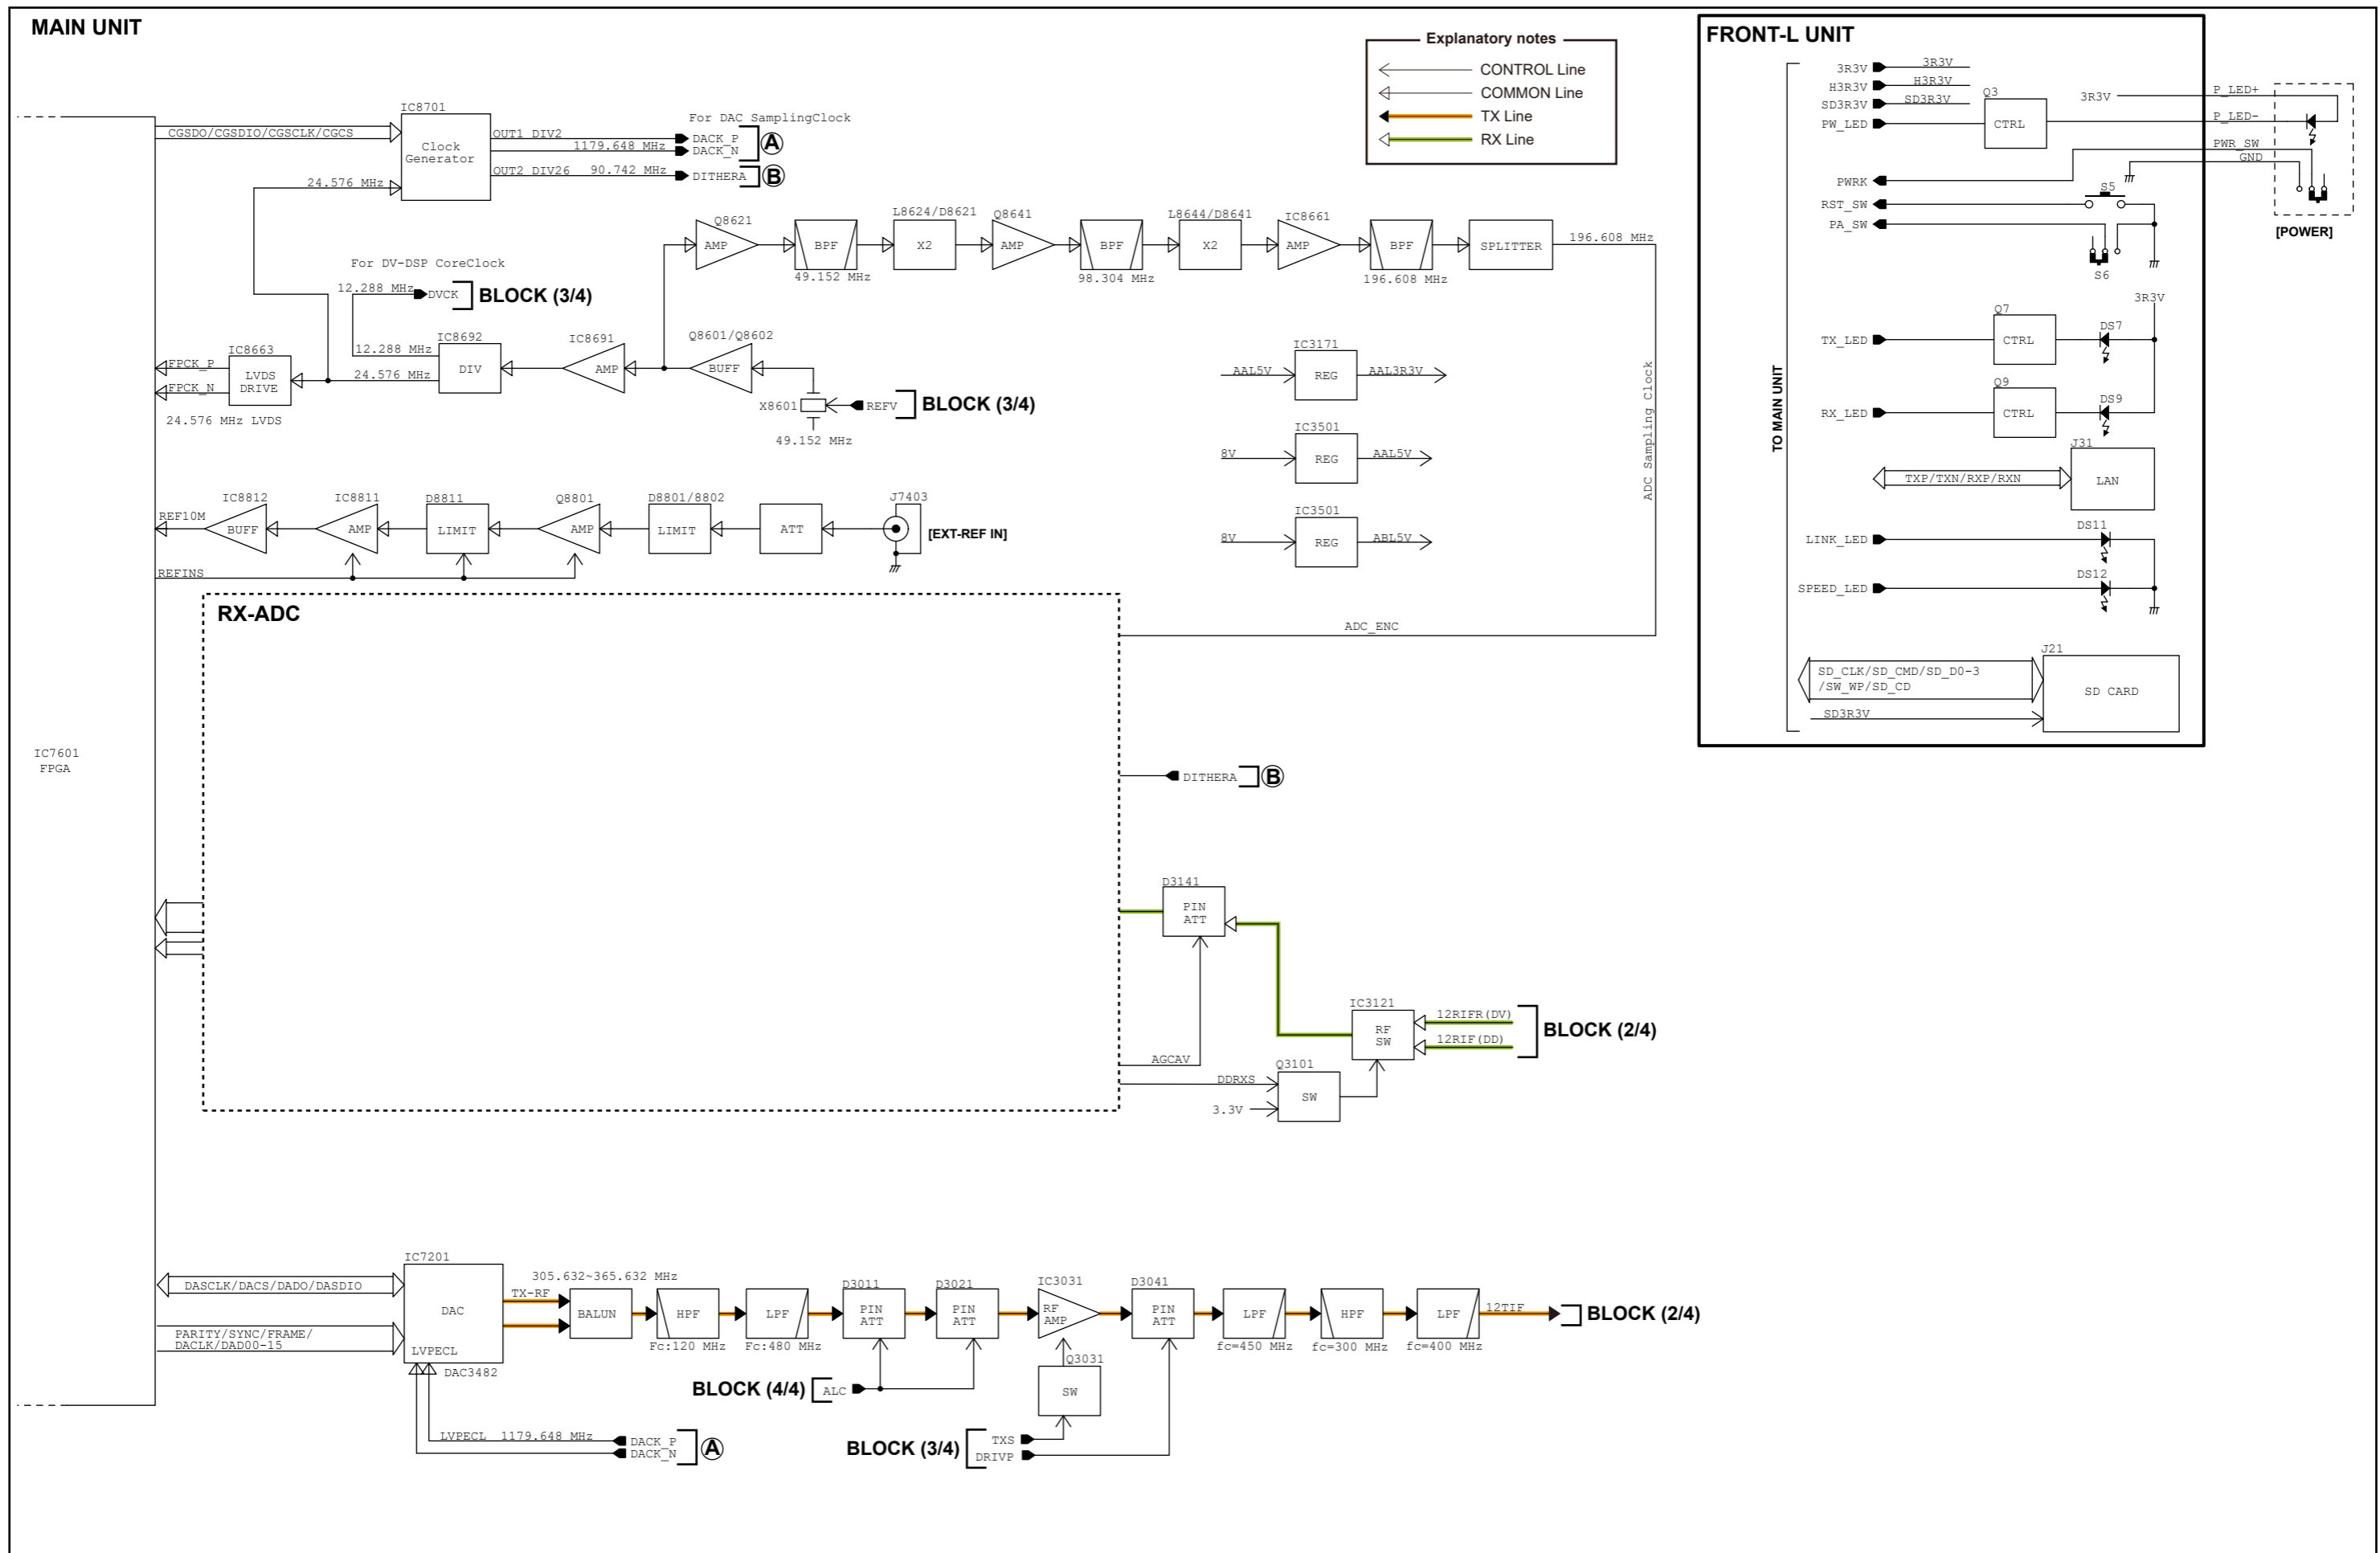 MAIN UNIT
IC7601
FPGA
CGSDO/CGSDIO/CGSCLK/CGCS
IC8701
Clock
Generator
24.576 MHz
For DAC SamplingClock
OUT1 DIV2
DACK_P
1179.648 MHz
DACK_N
A
OUT2 DIV26
90.742 MHz
DITHERA
B
Explanatory notes
CONTROL Line
COMMON Line
TX Line
RX Line
Q8621
AMP
BPF
49.152 MHz
L8624/D8621
X2
Q8641
AMP
BPF
98.304 MHz
L8644/D8641
X2
IC8661
AMP
BPF
196.608 MHz
SPLITTER
196.608 MHz
ADC Sampling Clock
For DV-DSP CoreClock
12.288 MHz
DVCK
BLOCK (3/4)
FPCK_P
FPCK_N
IC8663
LVDS
DRIVE
24.576 MHz LVDS
12.288 MHz
24.576 MHz
IC8692
DIV
IC8691
AMP
Q8601/Q8602
BUFF
X8601
49.152 MHz
REFV
BLOCK (3/4)
IC3171
AAL5V
REG
AAL3R3V
IC3501
8V
REG
AAL5V
IC3501
8V
REG
ABL5V
REF10M
IC8812
BUFF
IC8811
AMP
D8811
LIMIT
Q8801
AMP
D8801/8802
LIMIT
ATT
J7403
[EXT-REF IN]
REFINS
RX-ADC
ADC_ENC
DITHERA
B
D3141
PIN
ATT
AGCAV
IC3121
RF
SW
12RIFR(DV)
12RIF(DD)
BLOCK (2/4)
DDRXS
3.3V
Q3101
SW
DASCLK/DACS/DADO/DASDIO
PARITY/SYNC/FRAME/
DACLK/DAD00-15
IC7201
DAC
LVPECL
DAC3482
TX-RF
305.632~365.632 MHz
BALUN
HPF
Fc:120 MHz
LPF
Fc:480 MHz
D3011
PIN
ATT
D3021
PIN
ATT
IC3031
RF
AMP
D3041
PIN
ATT
LPF
fc=450 MHz
HPF
fc=300 MHz
LPF
fc=400 MHz
12TIF
BLOCK (2/4)
BLOCK (4/4)
ALC
Q3031
SW
BLOCK (3/4)
TXS
DRIVP
LVPECL 1179.648 MHz
DACK_P
DACK_N
A
FRONT-L UNIT
TO MAIN UNIT
3R3V
3R3V
H3R3V
H3R3V
SD3R3V
SD3R3V
PW_LED
Q3
CTRL
3R3V
P_LED+
P_LED-
PWR_SW
GND
[POWER]
PWRK
RST_SW
S5
PA_SW
S6
3R3V
TX_LED
Q7
CTRL
DS7
RX_LED
Q9
CTRL
DS9
TXP/TXN/RXP/RXN
J31
LAN
LINK_LED
DS11
SPEED_LED
DS12
SD_CLK/SD_CMD/SD_D0-3
/SW_WP/SD_CD
SD3R3V
J21
SD CARD